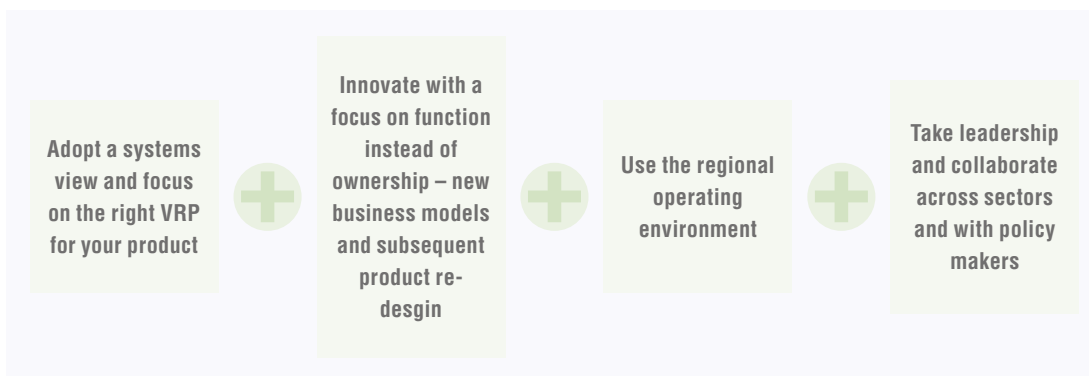 Adopt a systems
view and focus
on the right VRP
for your product
Innovate with a
focus on function
instead of
ownership – new
business models
and subsequent
product re-
desgin
Use the regional
operating
environment
Take leadership
and collaborate
across sectors
and with policy
makers